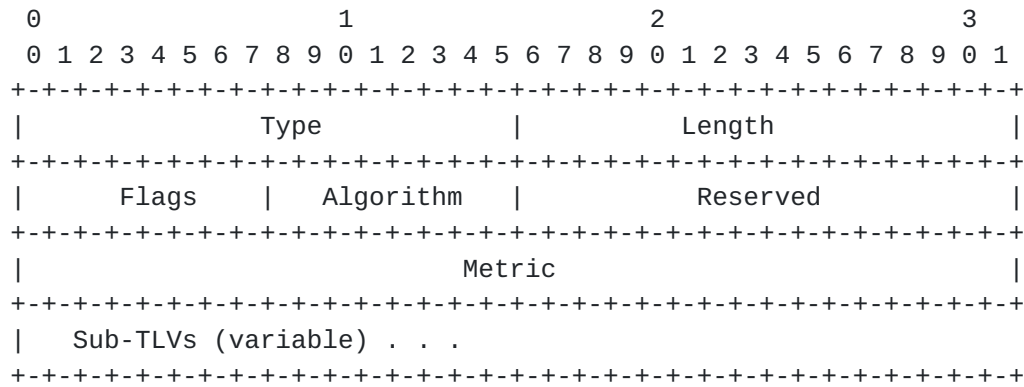 0                   1                   2                   3
 0 1 2 3 4 5 6 7 8 9 0 1 2 3 4 5 6 7 8 9 0 1 2 3 4 5 6 7 8 9 0 1
+-+-+-+-+-+-+-+-+-+-+-+-+-+-+-+-+-+-+-+-+-+-+-+-+-+-+-+-+-+-+-+-+
|               Type            |          Length               |
+-+-+-+-+-+-+-+-+-+-+-+-+-+-+-+-+-+-+-+-+-+-+-+-+-+-+-+-+-+-+-+-+
|      Flags    |   Algorithm   |           Reserved            |
+-+-+-+-+-+-+-+-+-+-+-+-+-+-+-+-+-+-+-+-+-+-+-+-+-+-+-+-+-+-+-+-+
|                            Metric                             |
+-+-+-+-+-+-+-+-+-+-+-+-+-+-+-+-+-+-+-+-+-+-+-+-+-+-+-+-+-+-+-+-+
|   Sub-TLVs (variable) . . .
+-+-+-+-+-+-+-+-+-+-+-+-+-+-+-+-+-+-+-+-+-+-+-+-+-+-+-+-+-+-+-+-+